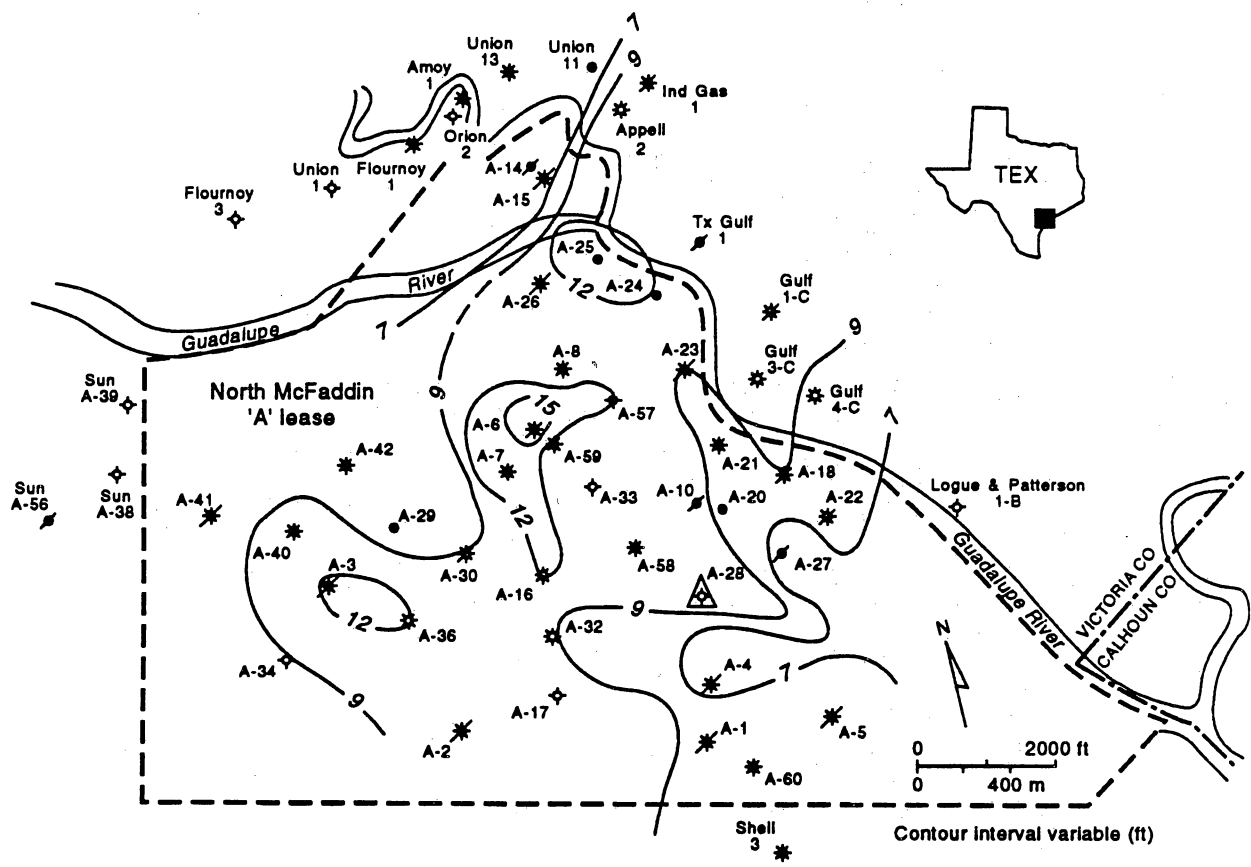 7
9
Union
13
Union
11
Amoy
1
Ind Gas
1
Appell
2
Orion
2
Union
1
Flournoy
1
Flournoy
3
A-14
A-15
TEX
Tx Gulf
1
A-25
River
A-26
12
A-24
Gulf
1-C
7
Guadalupe
9
A-8
A-23
Gulf
3-C
Gulf
4-C
Sun
A-39
North McFaddin
'A' lease
9
15
A-57
7
A-6
A-42
A-7
A-59
A-21
A-18
A-33
Sun
A-56
Sun
A-38
A-41
A-10
A-20
A-22
Logue & Patterson
1-B
12
A-29
A-40
A-30
A-58
A-27
A-3
A-16
A-28
Guadalupe River
VICTORIA CO
CALHOUN CO
12
A-36
9
A-32
N
A-34
A-4
7
9
A-17
A-2
A-1
A-5
A-60
0 2000 ft
0 400 m
Shell
3
Contour interval variable (ft)